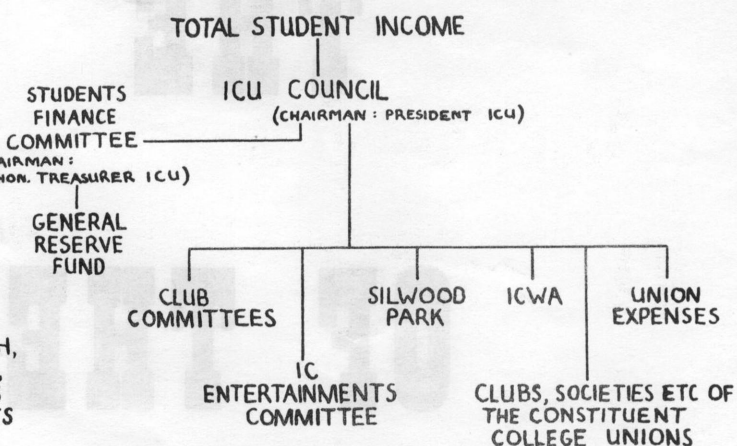 TOTAL STUDENT INCOME
ICU COUNCIL
(CHAIRMAN : PRESIDENT ICU)
STUDENTS
FINANCE
COMMITTEE
AIRMAN :
HON. TREASURER ICU)
GENERAL
RESERVE
FUND
CLUB
COMMITTEES
SILWOOD
PARK
ICWA
UNION
EXPENSES
IC
ENTERTAINMENTS
COMMITTEE
CLUBS, SOCIETIES ETC OF
THE CONSTITUENT
COLLEGE UNIONS